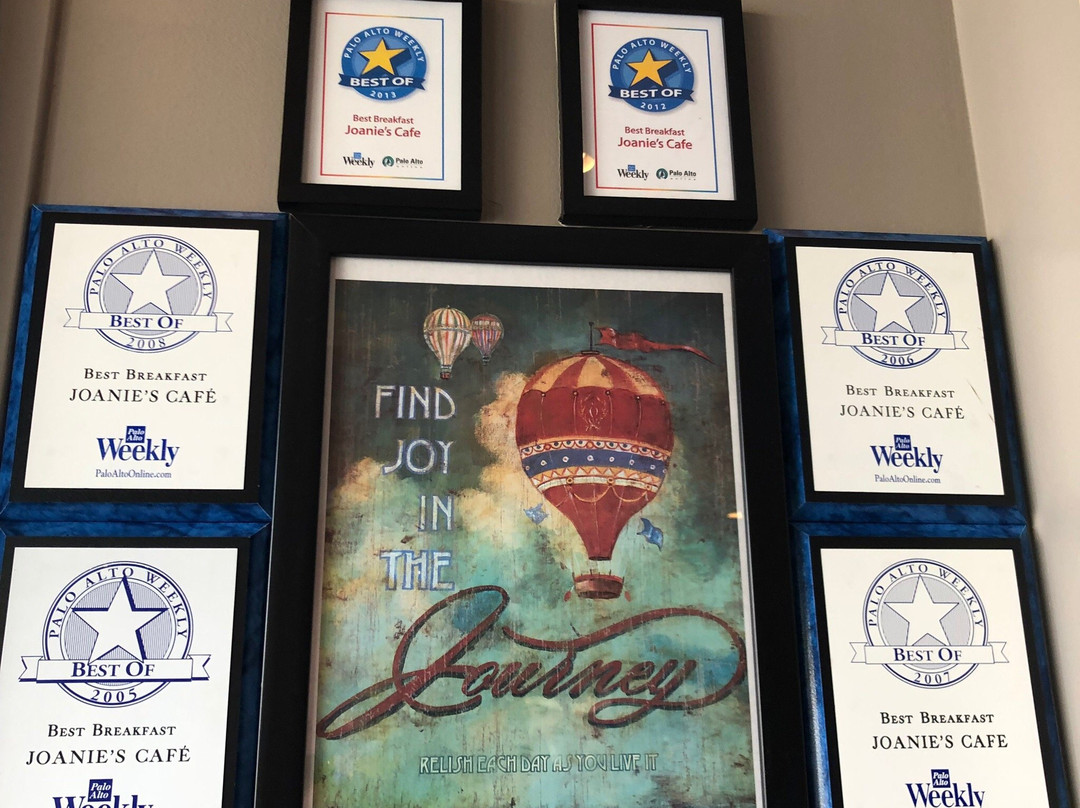 PALO ALTO WEEKLY
BEST OF
2013
Best Breakfast
Joanie's Cafe
Weekly Palo Alto
PALO ALTO WEEKLY
BEST OF
2012
Best Breakfast
Joanie's Cafe
Weekly Palo Alto
PALO ALTO WEEKLY
BEST OF
2008
BEST BREAKFAST
JOANIE'S CAFÉ
Palo
Alto
Weekly
PaloAltoOnline.com
FIND
JOY
IN
THE
Journey
RELISH EACH DAY AS YOU LIVE IT
PALO ALTO WEEKLY
BEST OF
2006
BEST BREAKFAST
JOANIE'S CAFÉ
Palo
Alto
Weekly
PaloAltoOnline.com
PALO ALTO WEEKLY
BEST OF
2005
BEST BREAKFAST
JOANIE'S CAFÉ
Palo
Alto
Weekly
PALO ALTO WEEKLY
BEST OF
2007
BEST BREAKFAST
JOANIE'S CAFE
Palo
Alto
Weekly